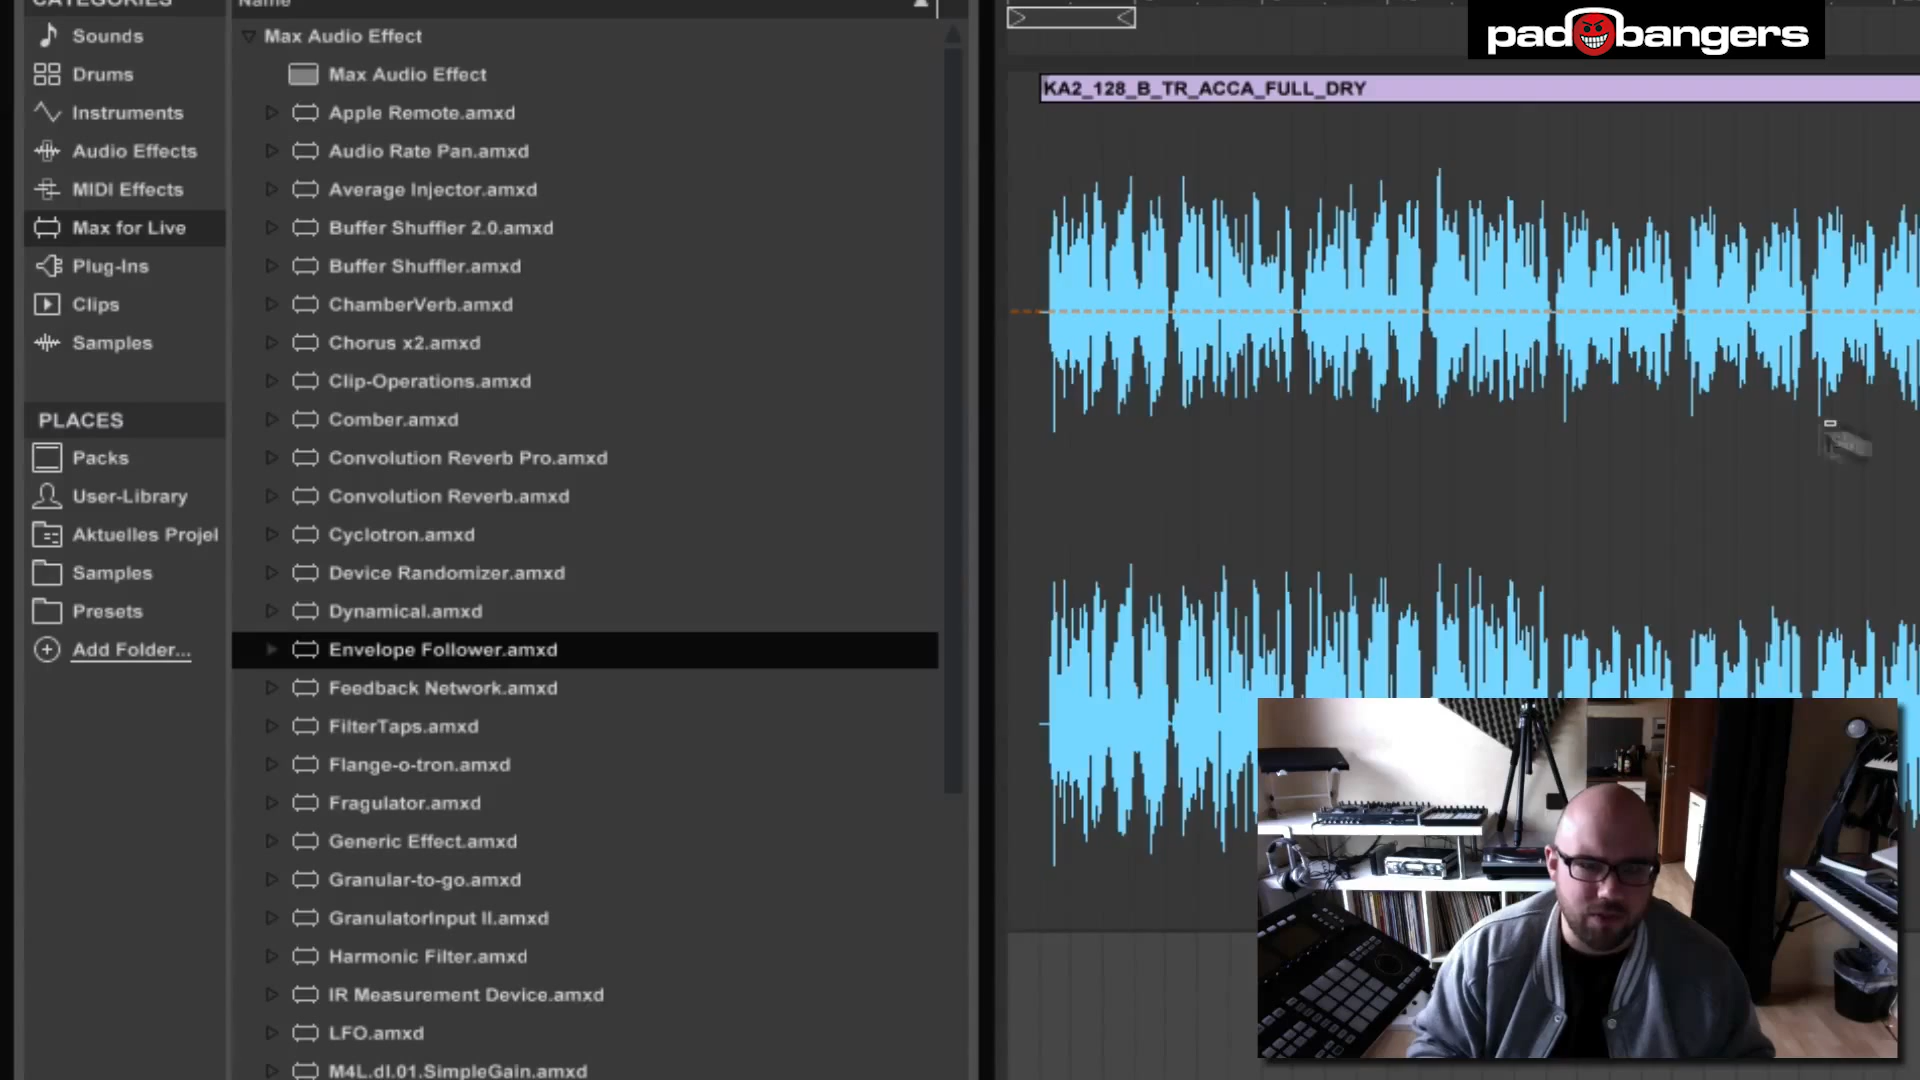 CATEGORIES
Sounds
Drums
Instruments
Audio Effects
MIDI Effects
Max for Live
Plug-Ins
Clips
Samples
PLACES
Packs
User-Library
Aktuelles Projel
Samples
Presets
Add Folder...
Name
Max Audio Effect
Max Audio Effect
Apple Remote.amxd
Audio Rate Pan.amxd
Average Injector.amxd
Buffer Shuffler 2.0.amxd
Buffer Shuffler.amxd
ChamberVerb.amxd
Chorus x2.amxd
Clip-Operations.amxd
Comber.amxd
Convolution Reverb Pro.amxd
Convolution Reverb.amxd
Cyclotron.amxd
Device Randomizer.amxd
Dynamical.amxd
Envelope Follower.amxd
Feedback Network.amxd
FilterTaps.amxd
Flange-o-tron.amxd
Fragulator.amxd
Generic Effect.amxd
Granular-to-go.amxd
GranulatorInput II.amxd
Harmonic Filter.amxd
IR Measurement Device.amxd
LFO.amxd
M4L.dl.01.SimpleGain.amxd
pad bangers
KA2_128_B_TR_ACCA_FULL_DRY